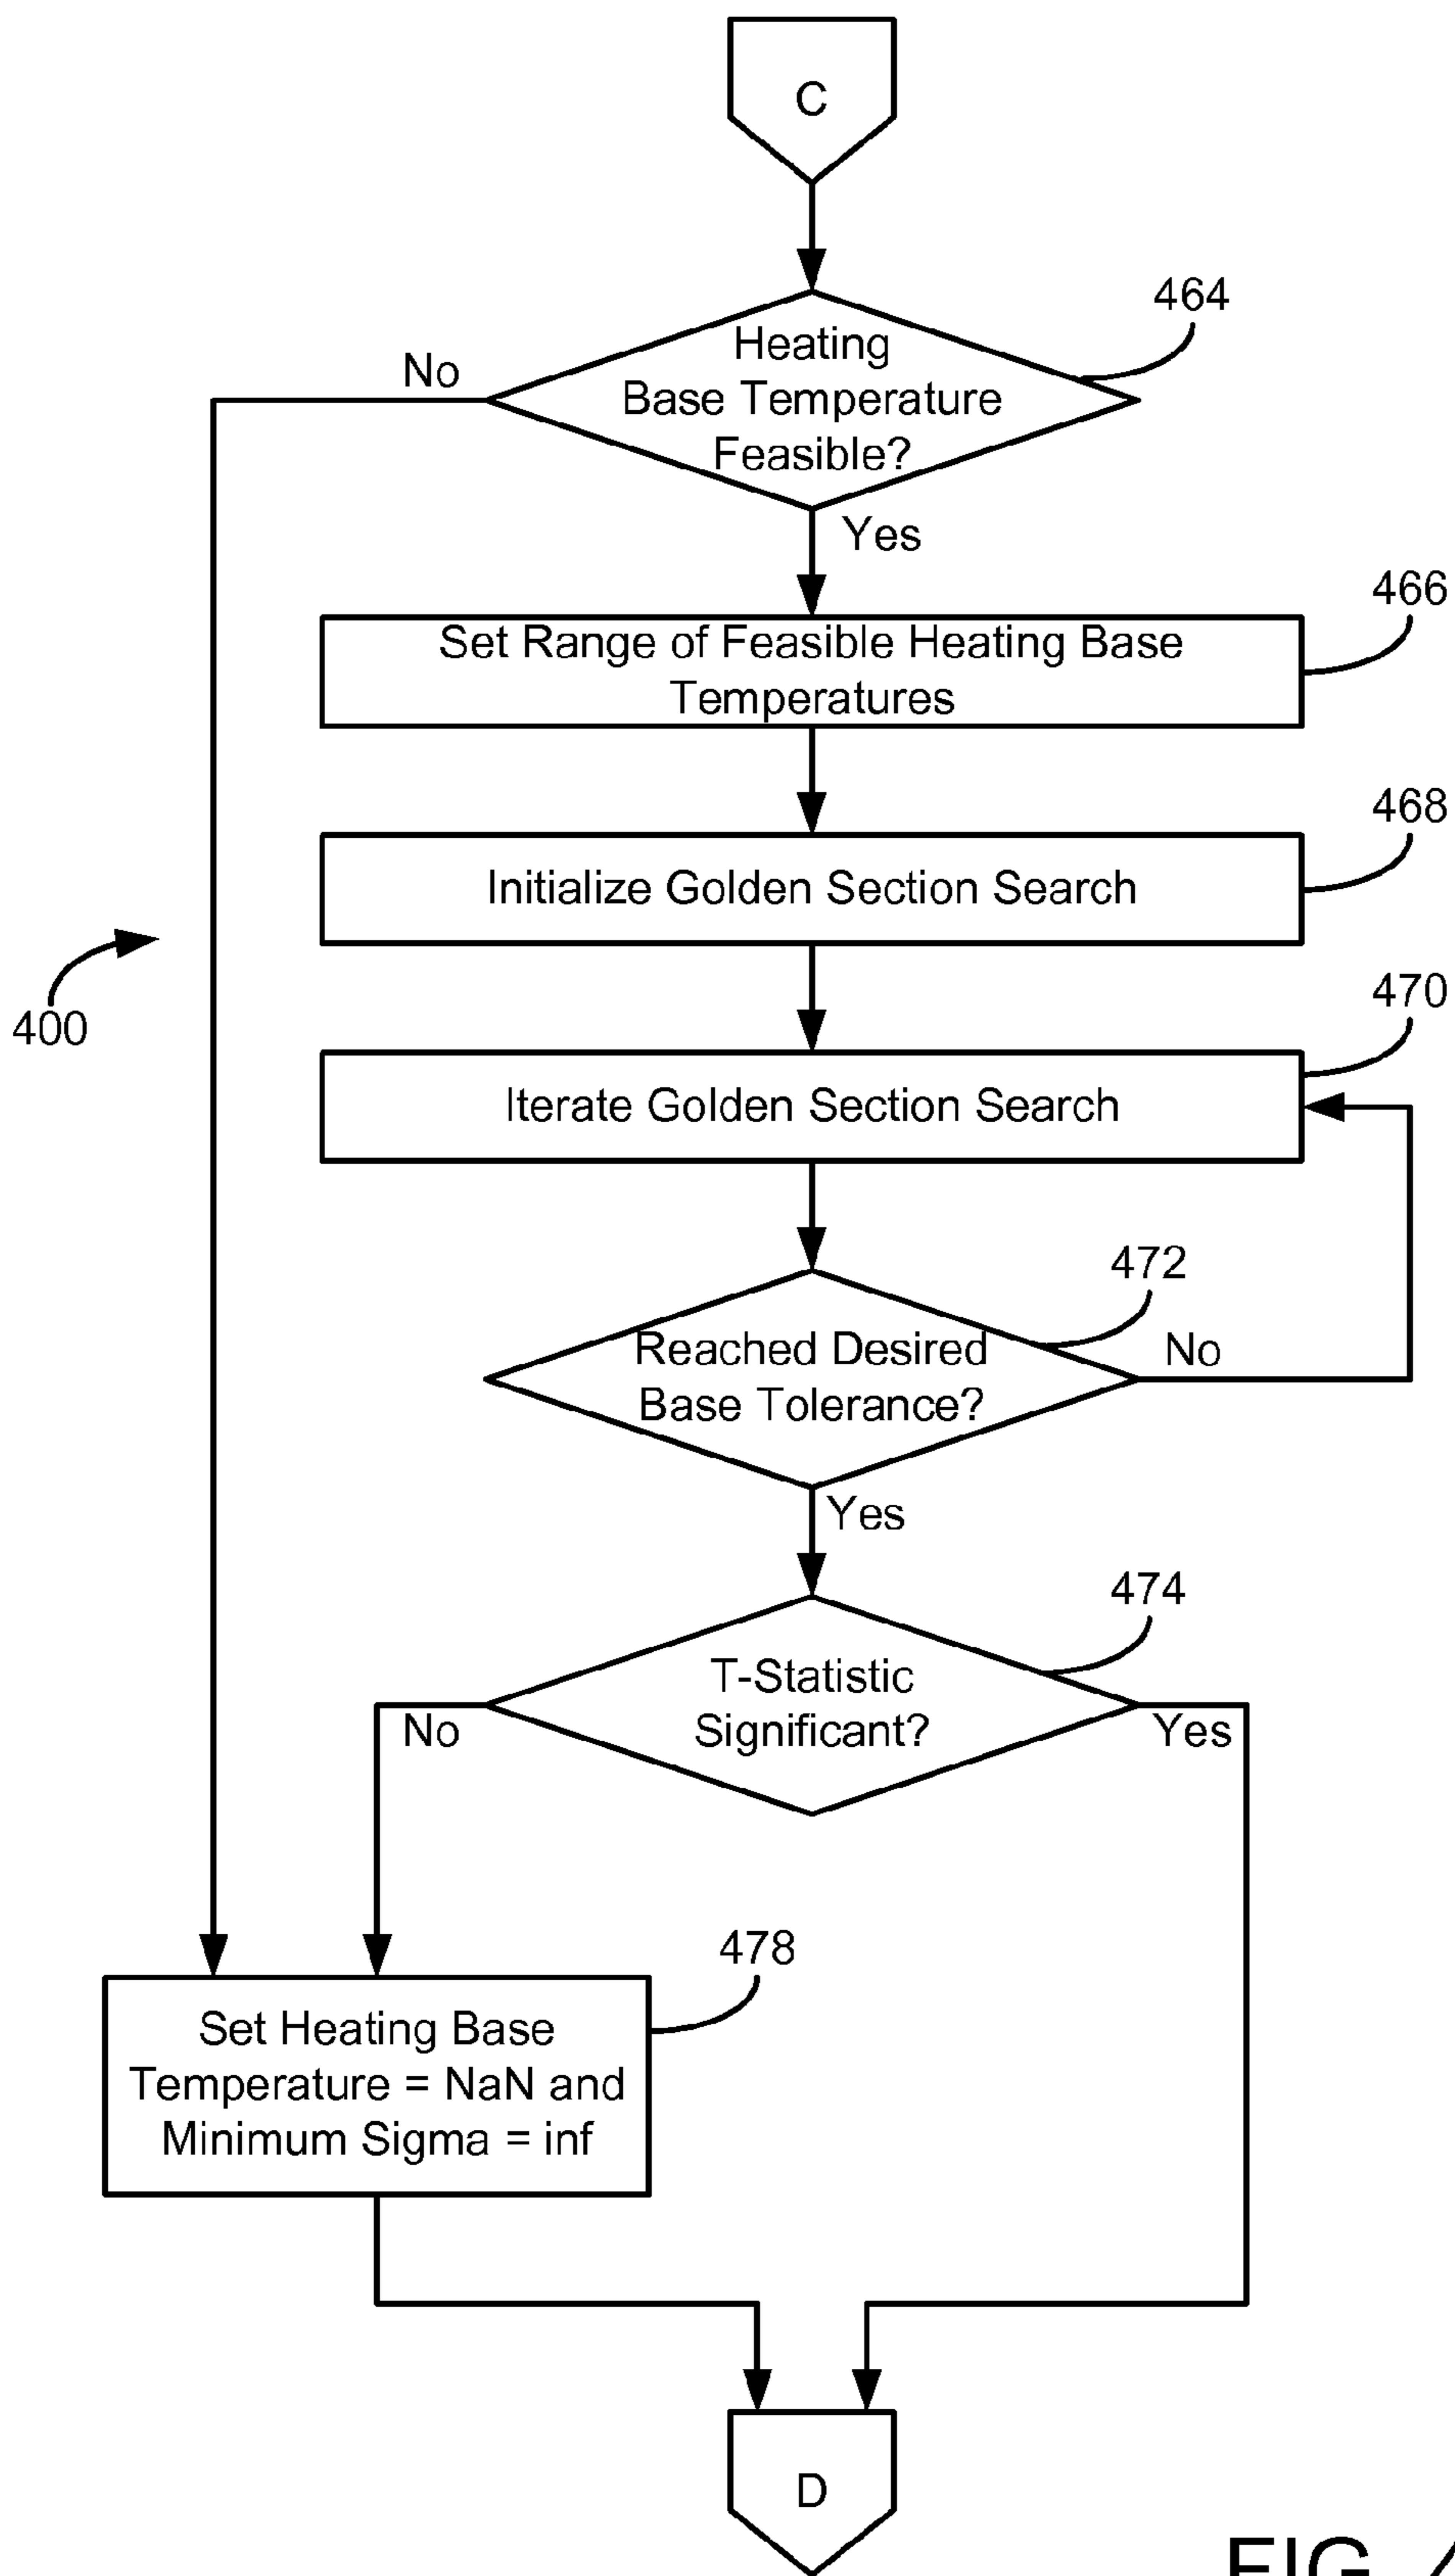 C
464
Heating
Base Temperature
Feasible?
No
Yes
466
Set Range of Feasible Heating Base
Temperatures
468
Initialize Golden Section Search
400
470
Iterate Golden Section Search
472
Reached Desired
Base Tolerance?
No
Yes
474
T-Statistic
Significant?
No
Yes
478
Set Heating Base
Temperature = NaN and
Minimum Sigma = inf
D
FIG.